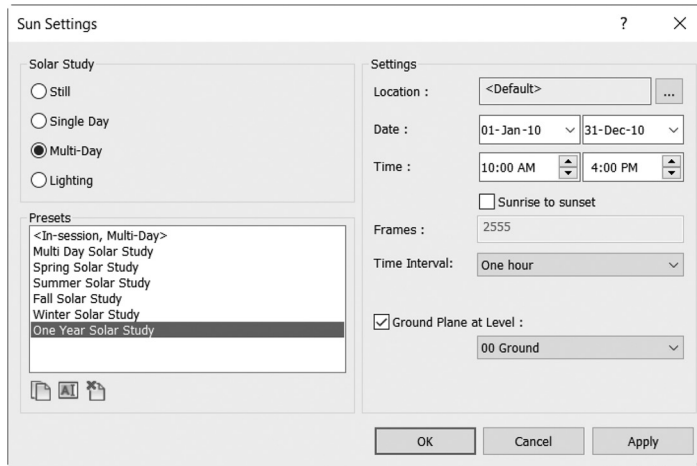 Sun Settings ? ×
Solar Study
Still
Single Day
Multi-Day
Lighting
Presets
<In-session, Multi-Day>
Multi Day Solar Study
Spring Solar Study
Summer Solar Study
Fall Solar Study
Winter Solar Study
One Year Solar Study
AI
Settings
Location : <Default> ...
Date : 01-Jan-10 31-Dec-10
Time : 10:00 AM 4:00 PM
Sunrise to sunset
Frames : 2555
Time Interval: One hour
Ground Plane at Level :
00 Ground
OK Cancel Apply